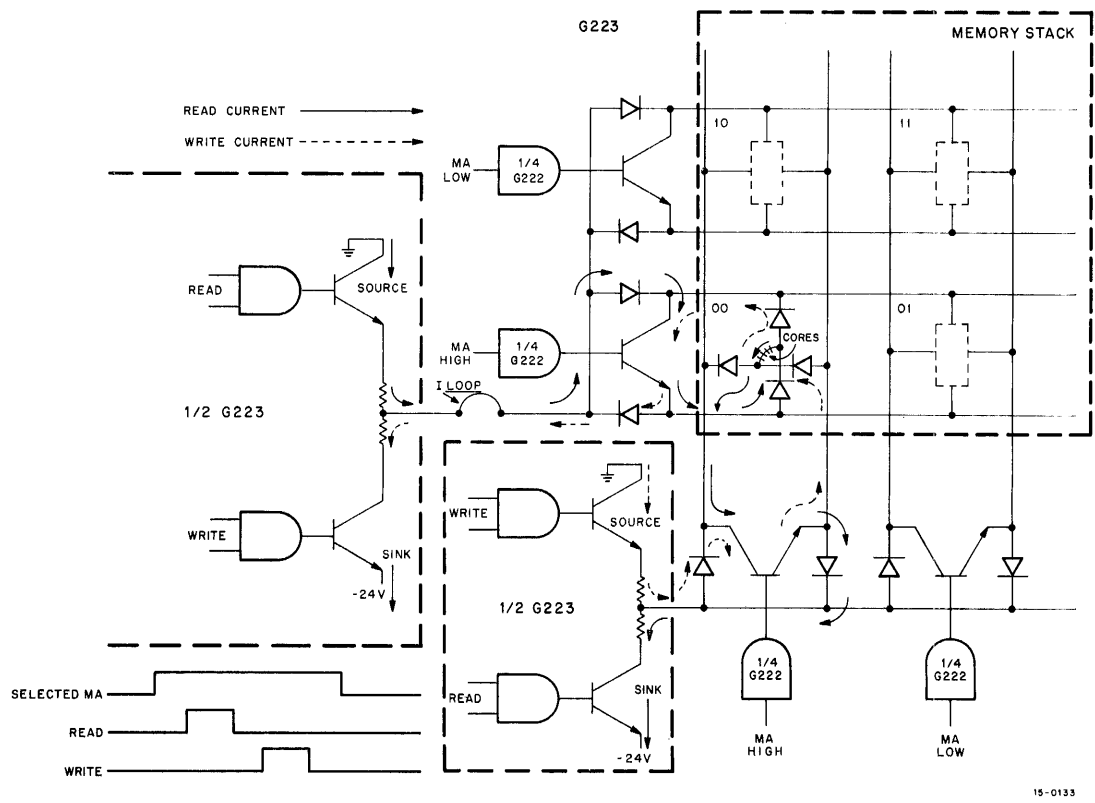 G223
MEMORY STACK
READ CURRENT
WRITE CURRENT
MA
LOW
1/4
G222
10
11
READ
SOURCE
MA
HIGH
1/4
G222
00
CORES
01
I LOOP
1/2 G223
WRITE
SINK
-24V
WRITE
SOURCE
1/2 G223
READ
SINK
-24V
1/4
G222
MA
HIGH
1/4
G222
MA
LOW
SELECTED MA
READ
WRITE
15-0133